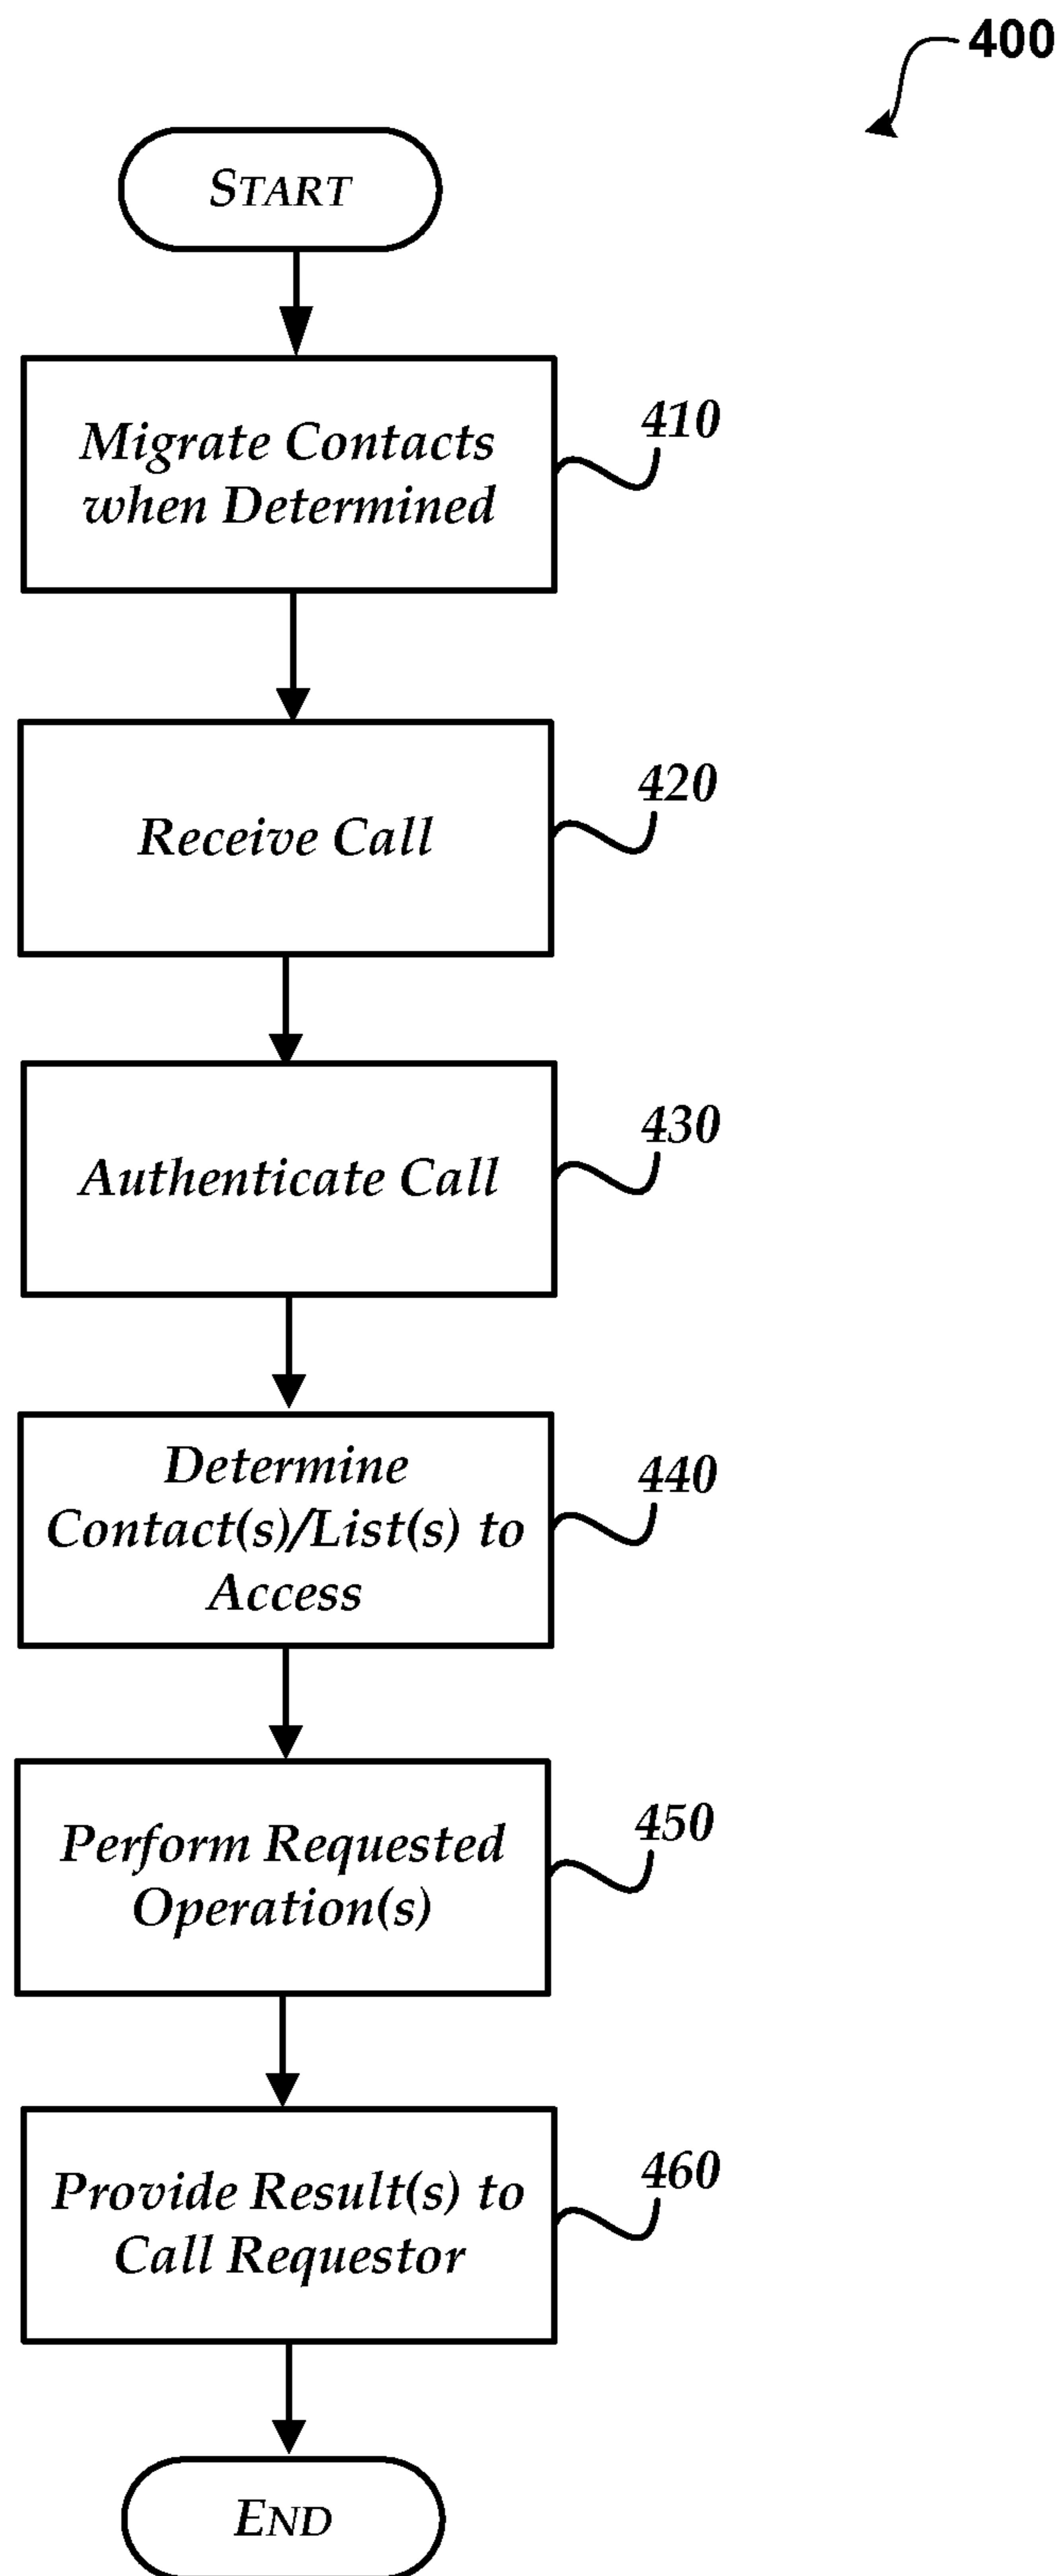 400
START
Migrate Contacts
when Determined
410
Receive Call
420
Authenticate Call
430
Determine
Contact(s)/List(s) to
Access
440
Perform Requested
Operation(s)
450
Provide Result(s) to
Call Requestor
460
END